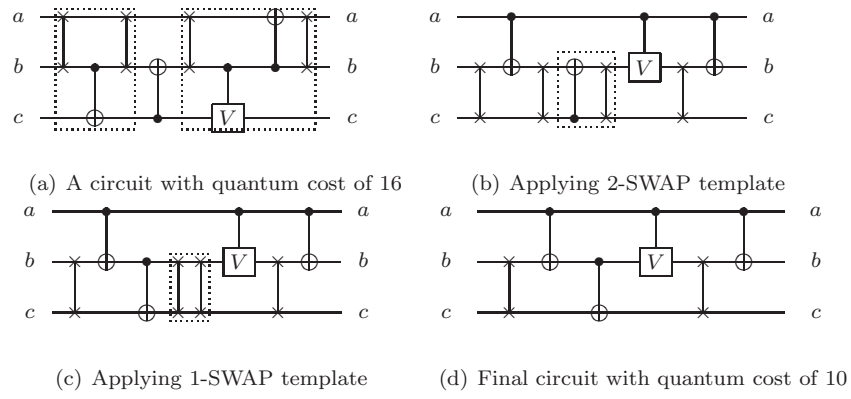 a a
b b
c V c
(a) A circuit with quantum cost of 16
a a
b V b
c c
(b) Applying 2-SWAP template
a a
b V b
c c
(c) Applying 1-SWAP template
a a
b V b
c c
(d) Final circuit with quantum cost of 10